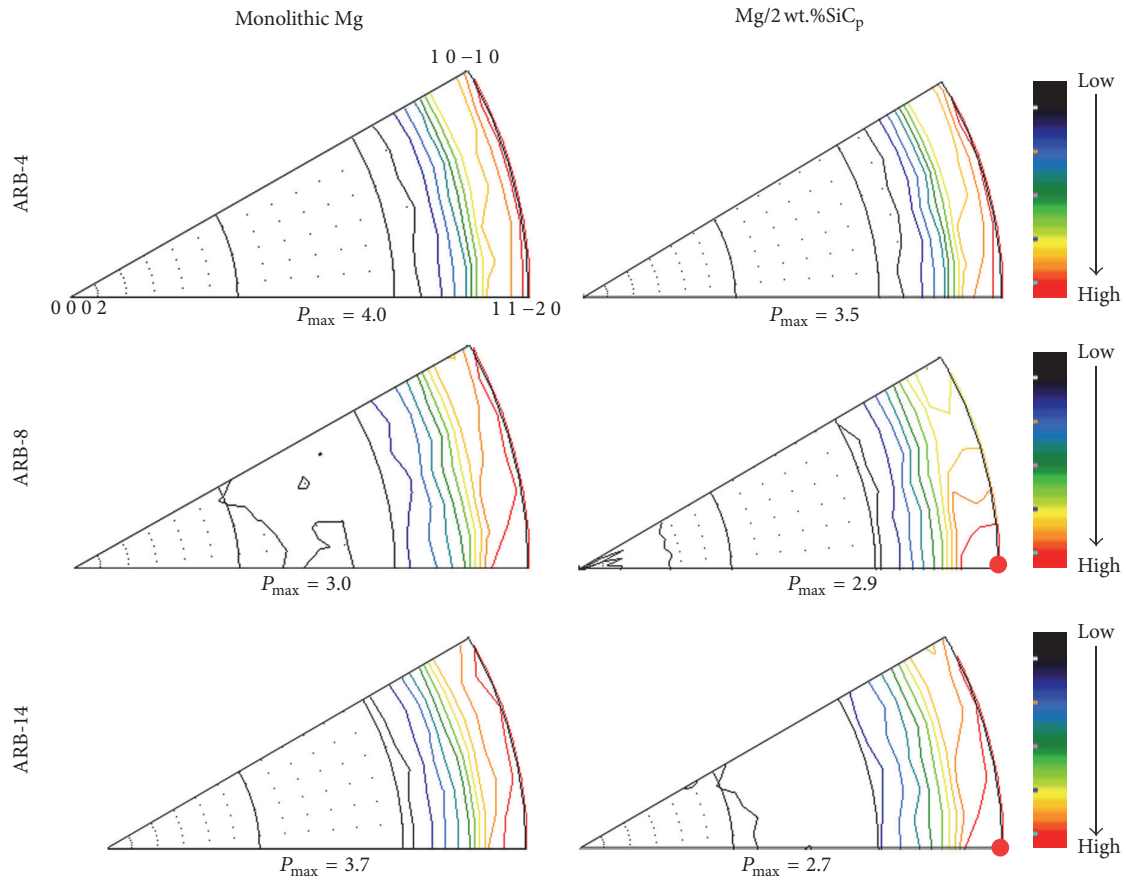 Monolithic Mg
Mg/2 wt.%SiCp
ARB-4
1 0 −1 0
0 0 0 2
1 1 −2 0
Pmax = 4.0
Pmax = 3.5
Low
High
ARB-8
Pmax = 3.0
Pmax = 2.9
Low
High
ARB-14
Pmax = 3.7
Pmax = 2.7
Low
High